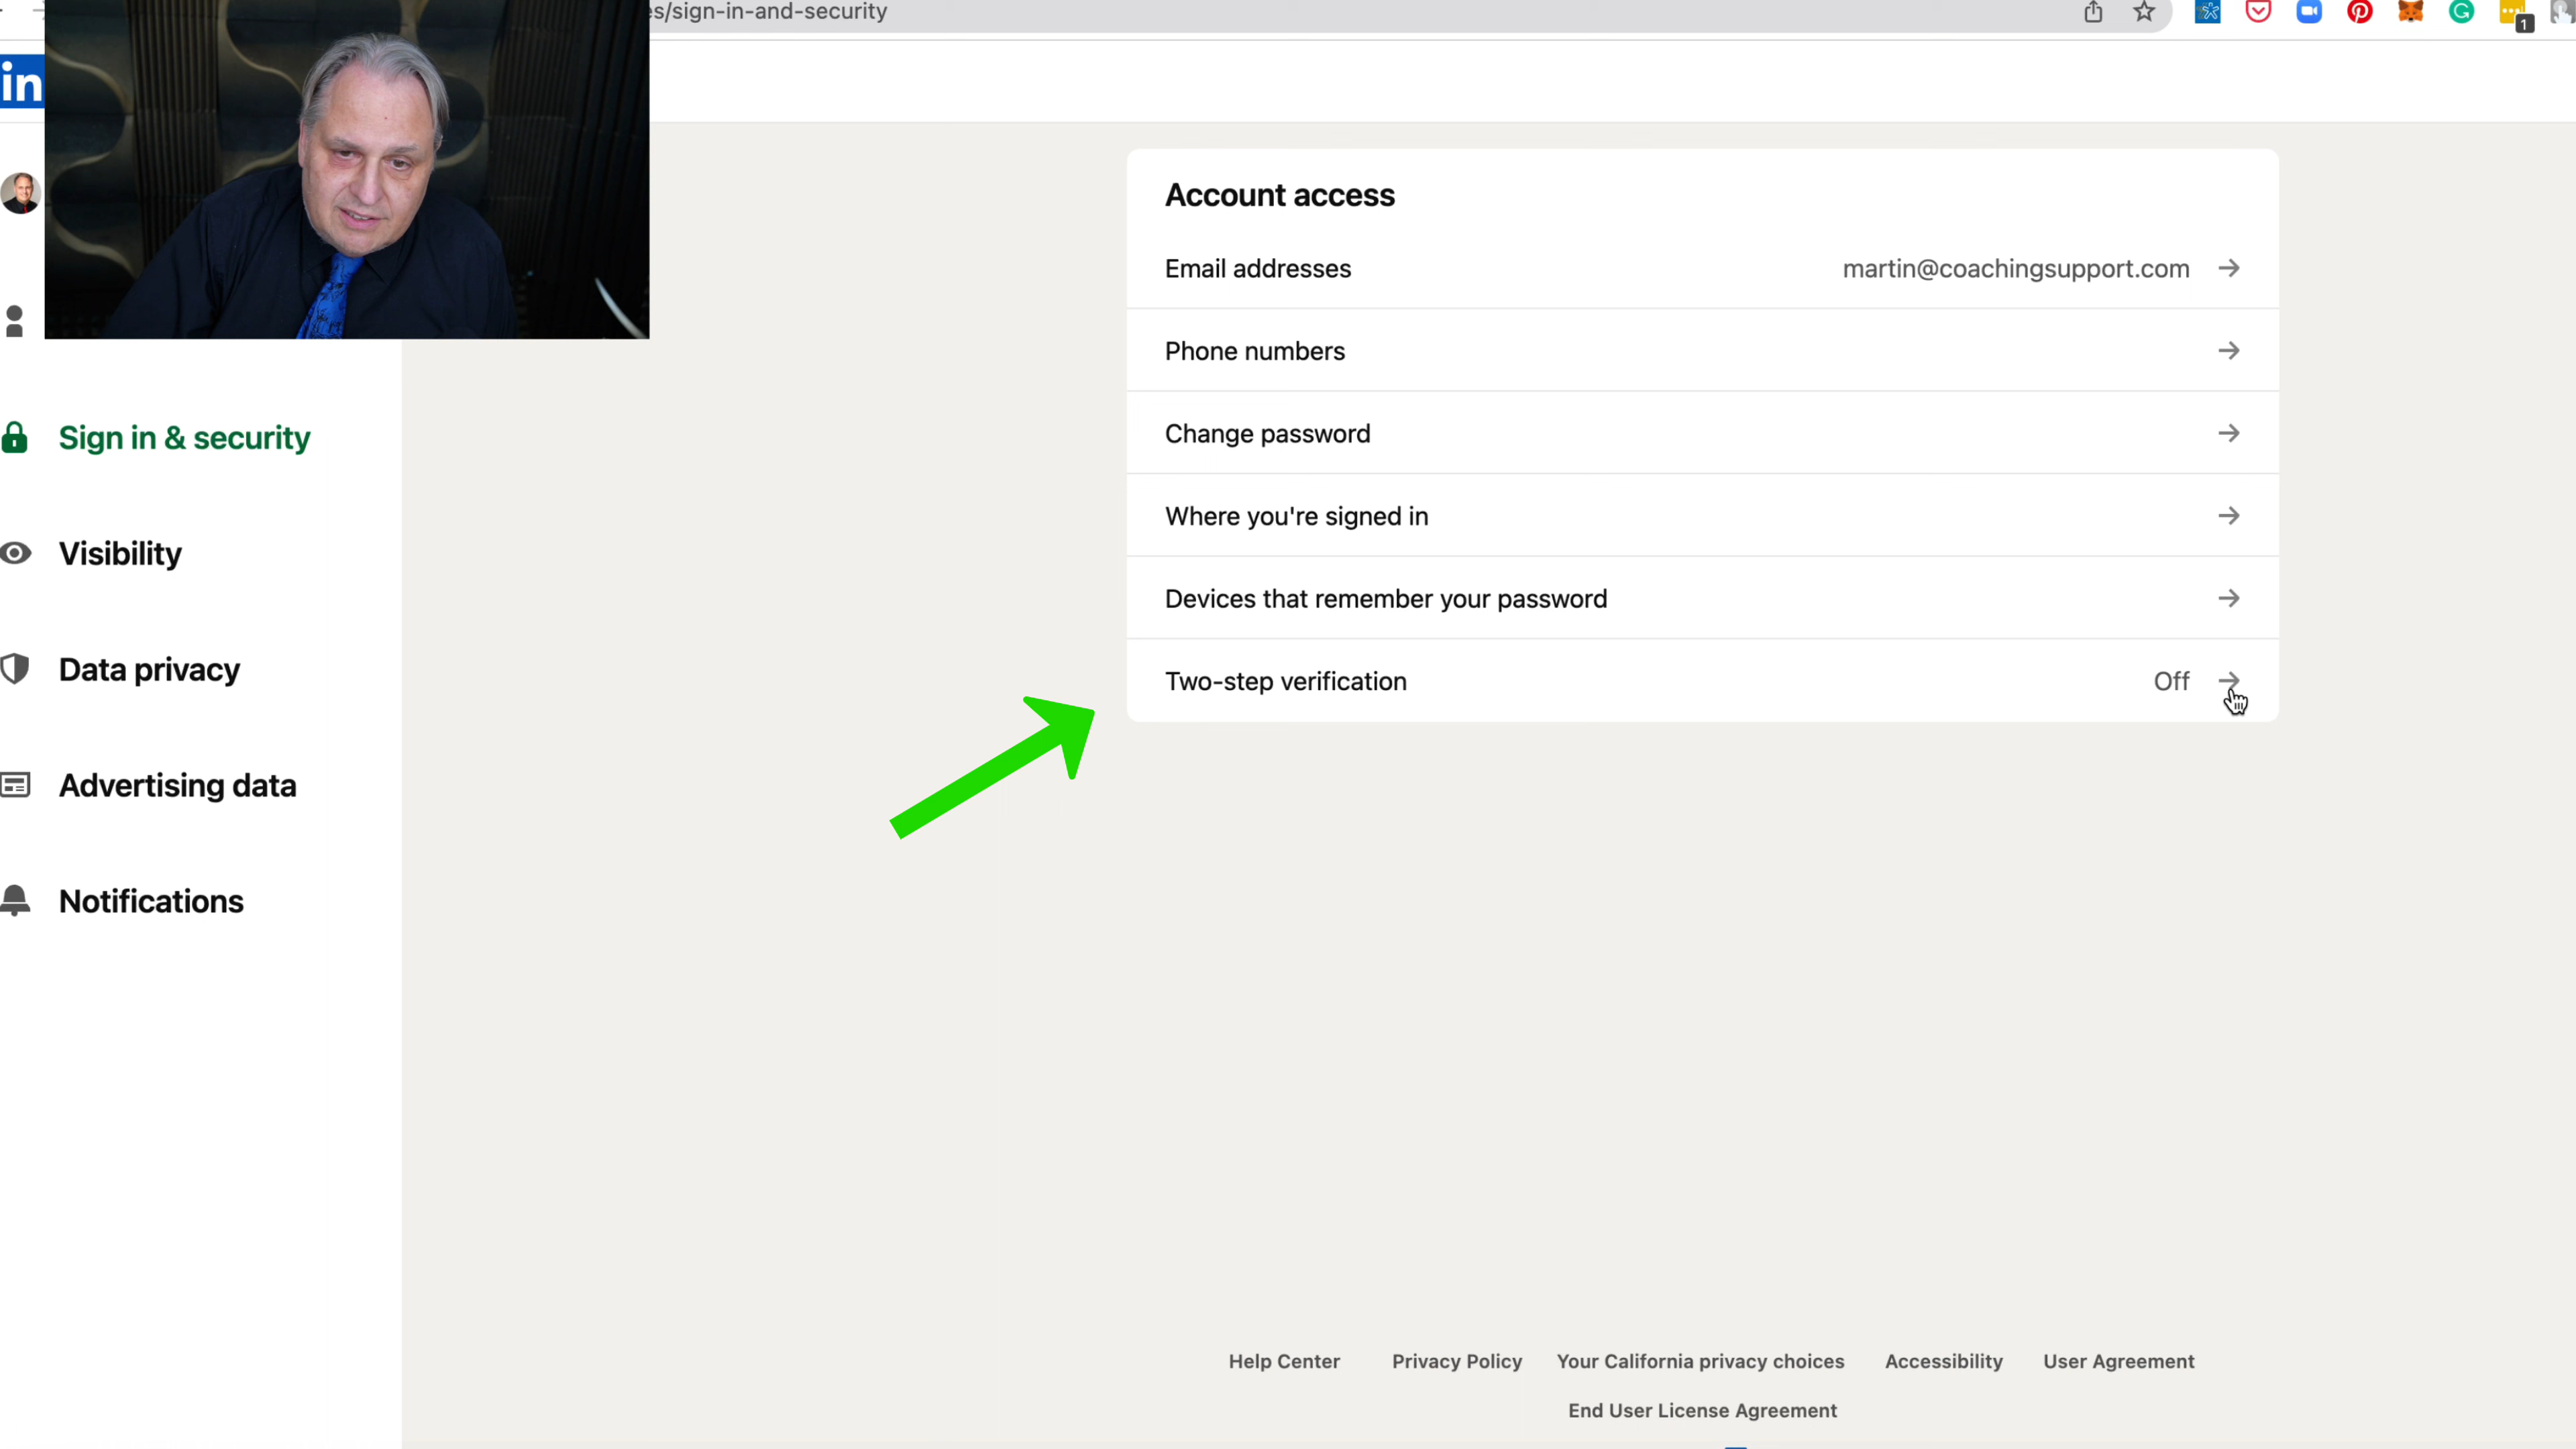 s/sign-in-and-security
1
in
Account access
Email addresses martin@coachingsupport.com
Phone numbers
Change password
Sign in & security
Where you're signed in
Visibility
Devices that remember your password
Data privacy
Two-step verification Off
Advertising data
Notifications
Help Center Privacy Policy Your California privacy choices Accessibility User Agreement
End User License Agreement